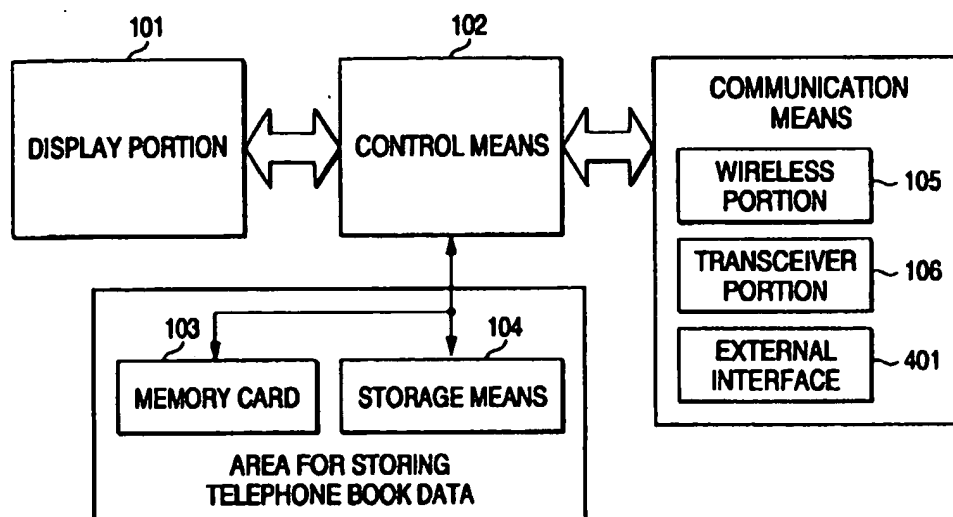 101
102
DISPLAY PORTION
CONTROL MEANS
COMMUNICATION
MEANS
WIRELESS
PORTION
105
TRANSCEIVER
PORTION
106
EXTERNAL
INTERFACE
401
103
104
MEMORY CARD
STORAGE MEANS
AREA FOR STORING
TELEPHONE BOOK DATA